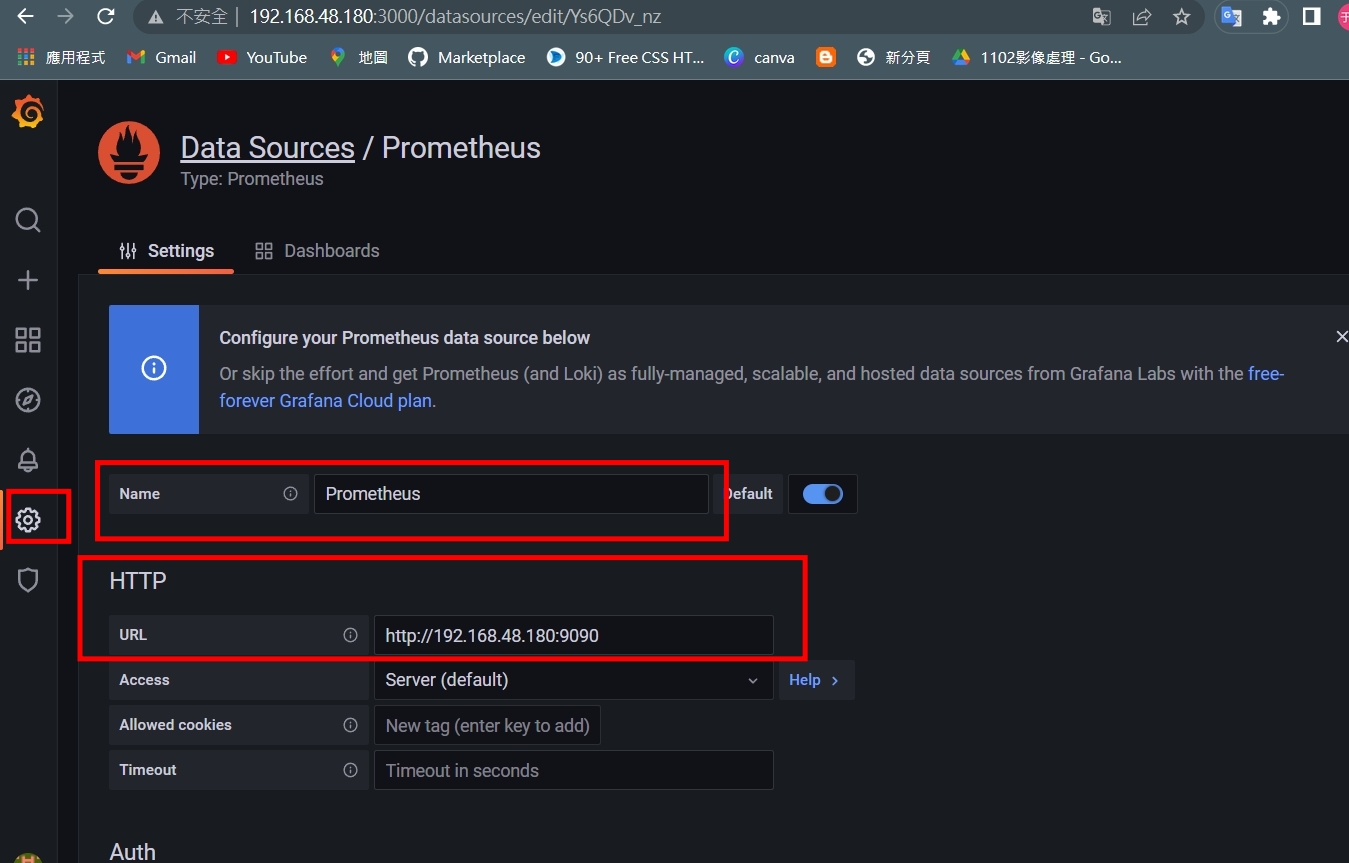 不安全 192.168.48.180:3000/datasources/edit/Ys6QDv_nz
應用程式 Gmail YouTube 地圖 Marketplace 90+ Free CSS HT... canva 新分頁 1102影像處理 - Go...
Data Sources / Prometheus
Type: Prometheus
Settings Dashboards
Configure your Prometheus data source below
Or skip the effort and get Prometheus (and Loki) as fully-managed, scalable, and hosted data sources from Grafana Labs with the free-
forever Grafana Cloud plan.
Name Prometheus Default
HTTP
URL http://192.168.48.180:9090
Access Server (default) Help
Allowed cookies New tag (enter key to add)
Timeout Timeout in seconds
Auth